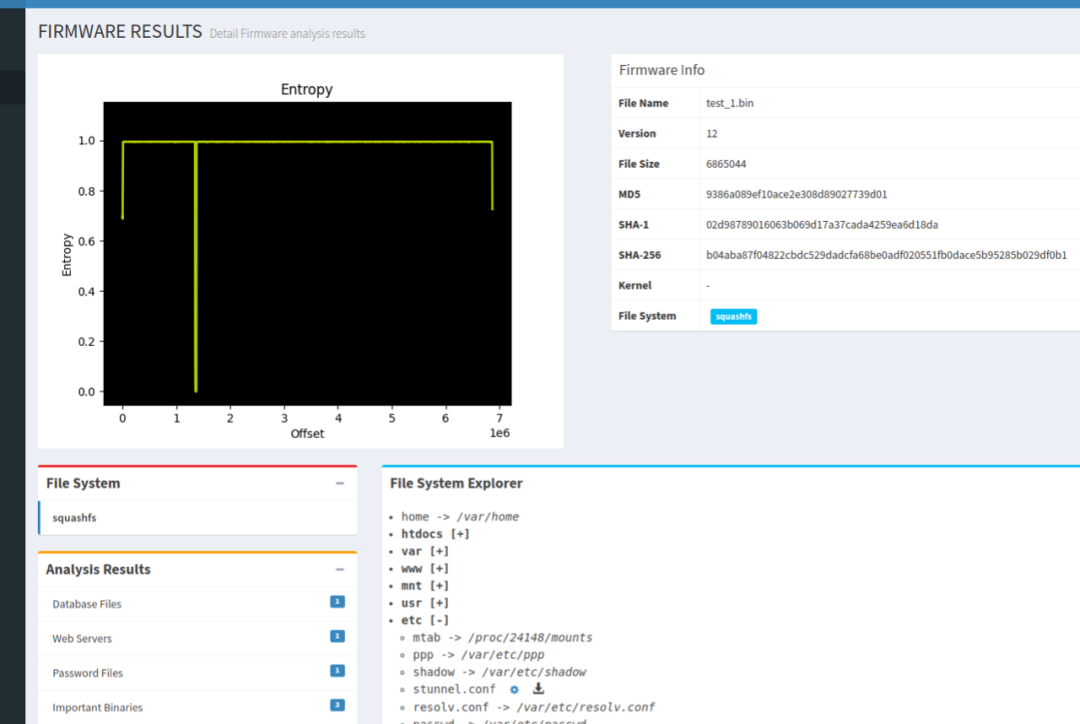 FIRMWARE RESULTS Detail Firmware analysis results
Entropy
1.0
0.8
0.6
0.4
0.2
0.0
Entropy
0 1 2 3 4 5 6 7
1e6
Offset
Firmware Info
File Name test_1.bin
Version 12
File Size 6865044
MD5 9386a089ef10ace2e308d89027739d01
SHA-1 02d98789016063b069d17a37cada4259ea6d18da
SHA-256 b04aba87f04822cbdc529dadcfa68be0adf020551fb0dace5b95285b029df0b1
Kernel -
File System squashfs
File System −
squashfs
Analysis Results −
Database Files 1
Web Servers 1
Password Files 1
Important Binaries 3
File System Explorer
• home -> /var/home
• htdocs [+]
• var [+]
• www [+]
• mnt [+]
• usr [+]
• etc [-]
◦ mtab -> /proc/24148/mounts
◦ ppp -> /var/etc/ppp
◦ shadow -> /var/etc/shadow
◦ stunnel.conf
◦ resolv.conf -> /var/etc/resolv.conf
◦ passwd -> /var/etc/passwd